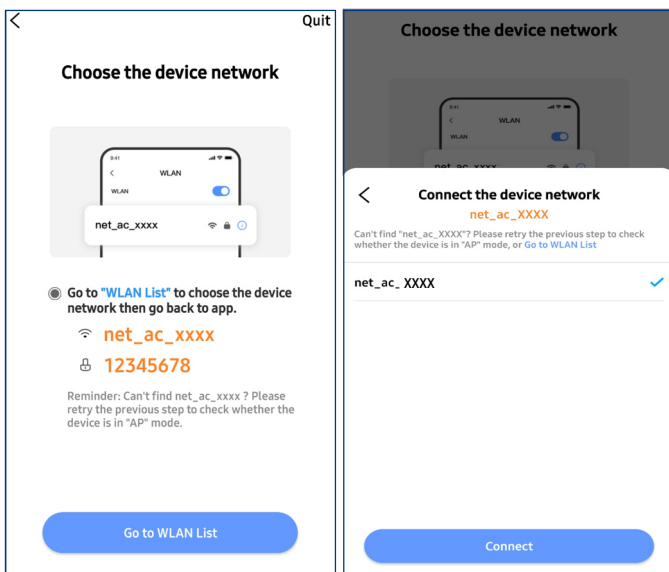 Quit
Choose the device network
9:41
WLAN
WLAN
net_ac_xxxx
Go to "WLAN List" to choose the device
network then go back to app.
net_ac_xxxx
12345678
Reminder: Can't find net_ac_xxxx ? Please
retry the previous step to check whether the
device is in "AP" mode.
Go to WLAN List
Choose the device network
9:41
WLAN
WLAN
net_ac_xxxx
Connect the device network
net_ac_XXXX
Can't find "net_ac_XXXX"? Please retry the previous step to check
whether the device is in "AP" mode, or Go to WLAN List
net_ac_ XXXX
Connect